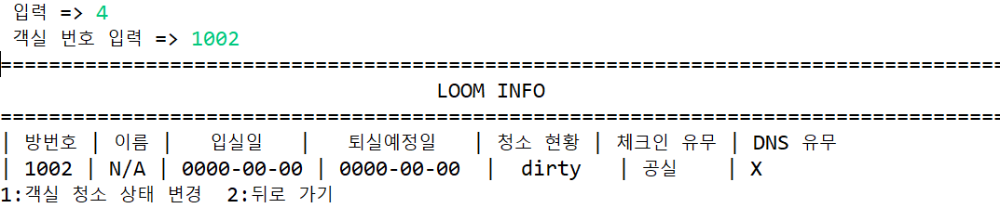 입력 => 4
객실 번호 입력 => 1002
==================================================================================
LOOM INFO
==================================================================================
| 방번호 | 이름 | 입실일 | 퇴실예정일 | 청소 현황 | 체크인 유무 | DNS 유무
| 1002 | N/A | 0000-00-00 | 0000-00-00 | dirty | 공실 | X
1:객실 청소 상태 변경 2:뒤로 가기